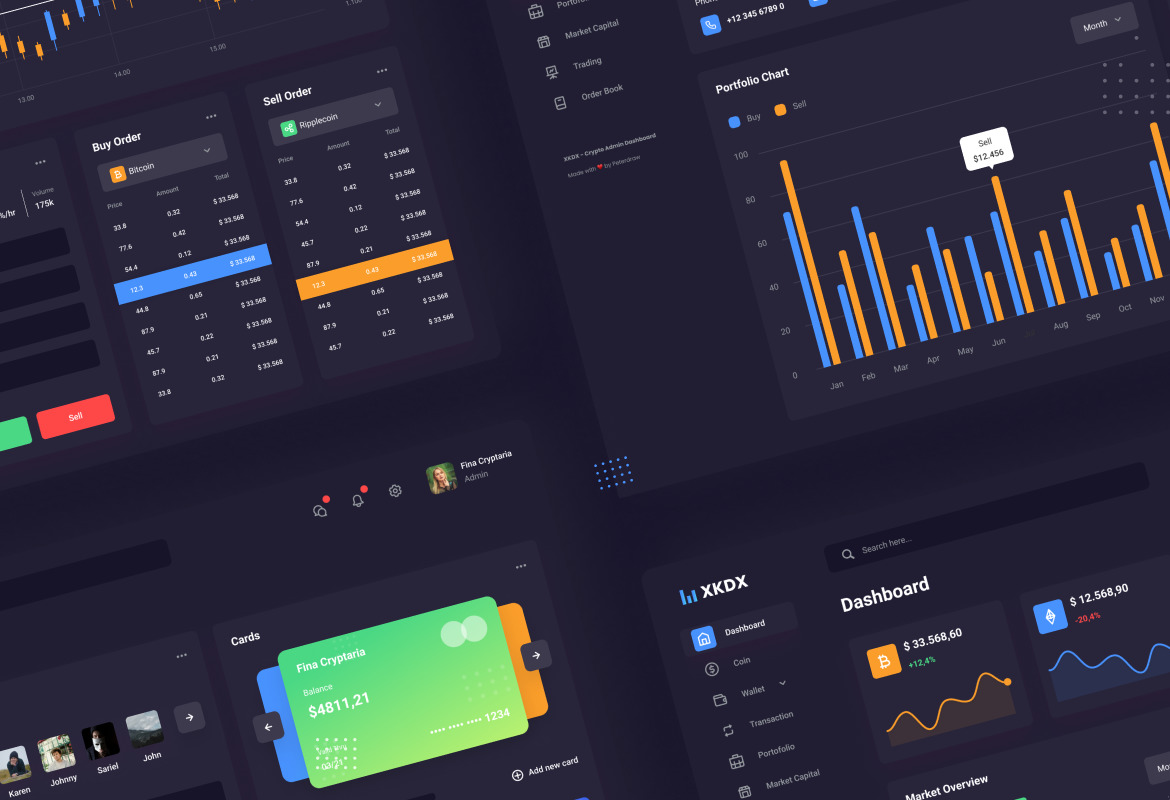 1.100
13.00
14.00
15.00
%/hr
Volume
175k
Sell
Buy Order
Bitcoin
Price Amount Total
33.8 0.32 $ 33.568
77.6 0.42 $ 33.568
54.4 0.12 $ 33.568
12.3 0.43 $ 33.568
44.8 0.65 $ 33.568
87.9 0.21 $ 33.568
45.7 0.22 $ 33.568
87.9 0.21 $ 33.568
33.8 0.32 $ 33.568
Sell Order
Ripplecoin
Price Amount Total
33.8 0.32 $ 33.568
77.6 0.42 $ 33.568
54.4 0.12 $ 33.568
45.7 0.22 $ 33.568
87.9 0.21 $ 33.568
12.3 0.43 $ 33.568
44.8 0.65 $ 33.568
87.9 0.21 $ 33.568
45.7 0.22 $ 33.568
Market Capital
Trading
Order Book
XKDX - Crypto Admin Dashboard
Made with ❤ by Peterdraw
+12 345 6789 0
Portfolio Chart
Month
Buy Sell
100
80
60
40
20
0
Sell
$12.456
Jan Feb Mar Apr May Jun Aug Sep Oct Nov
Fina Cryptaria
Admin
Karen Johnny Sariel John
Cards
Fina Cryptaria
Balance
$4811,21
•••• •••• •••• 1234
03/21
Add new card
XKDX
Dashboard
Coin
Wallet
Transaction
Portofolio
Market Capital
Search here...
Dashboard
$ 33.568,60
+12,4%
$ 12.568,90
-20,4%
Market Overview